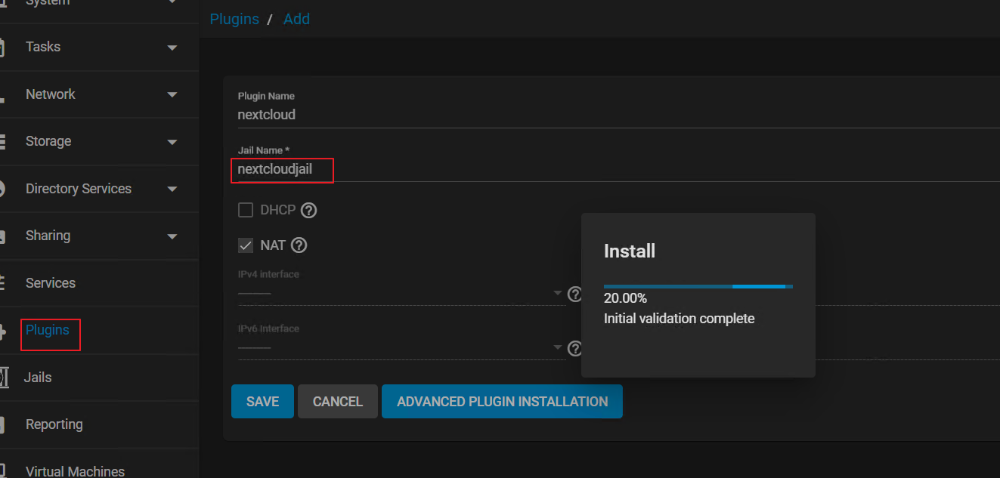 System
Tasks
Network
Storage
Directory Services
Sharing
Services
Plugins
Jails
Reporting
Virtual Machines
Plugins / Add
Plugin Name
nextcloud
Jail Name *
nextcloudjail
DHCP ?
NAT ?
IPv4 interface
?
IPv6 Interface
?
SAVE CANCEL ADVANCED PLUGIN INSTALLATION
Install
20.00%
Initial validation complete